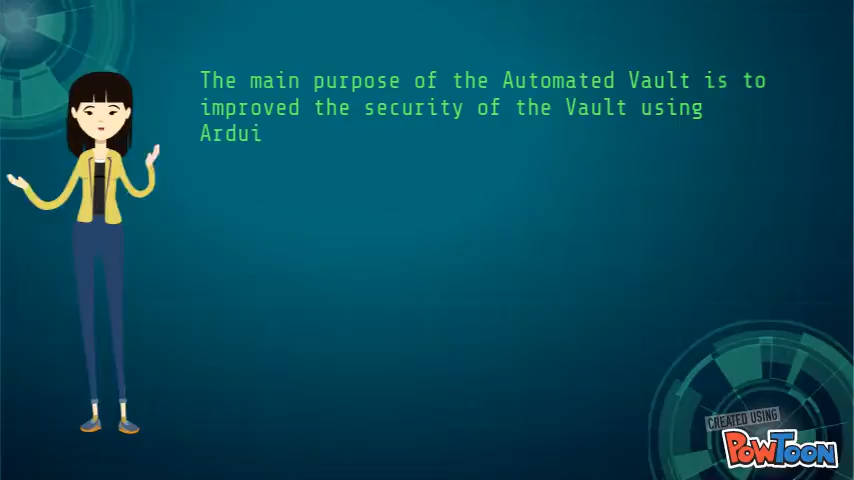 The main purpose of the Automated Vault is to
improved the security of the Vault using
Ardui
CREATED USING
POWTOON